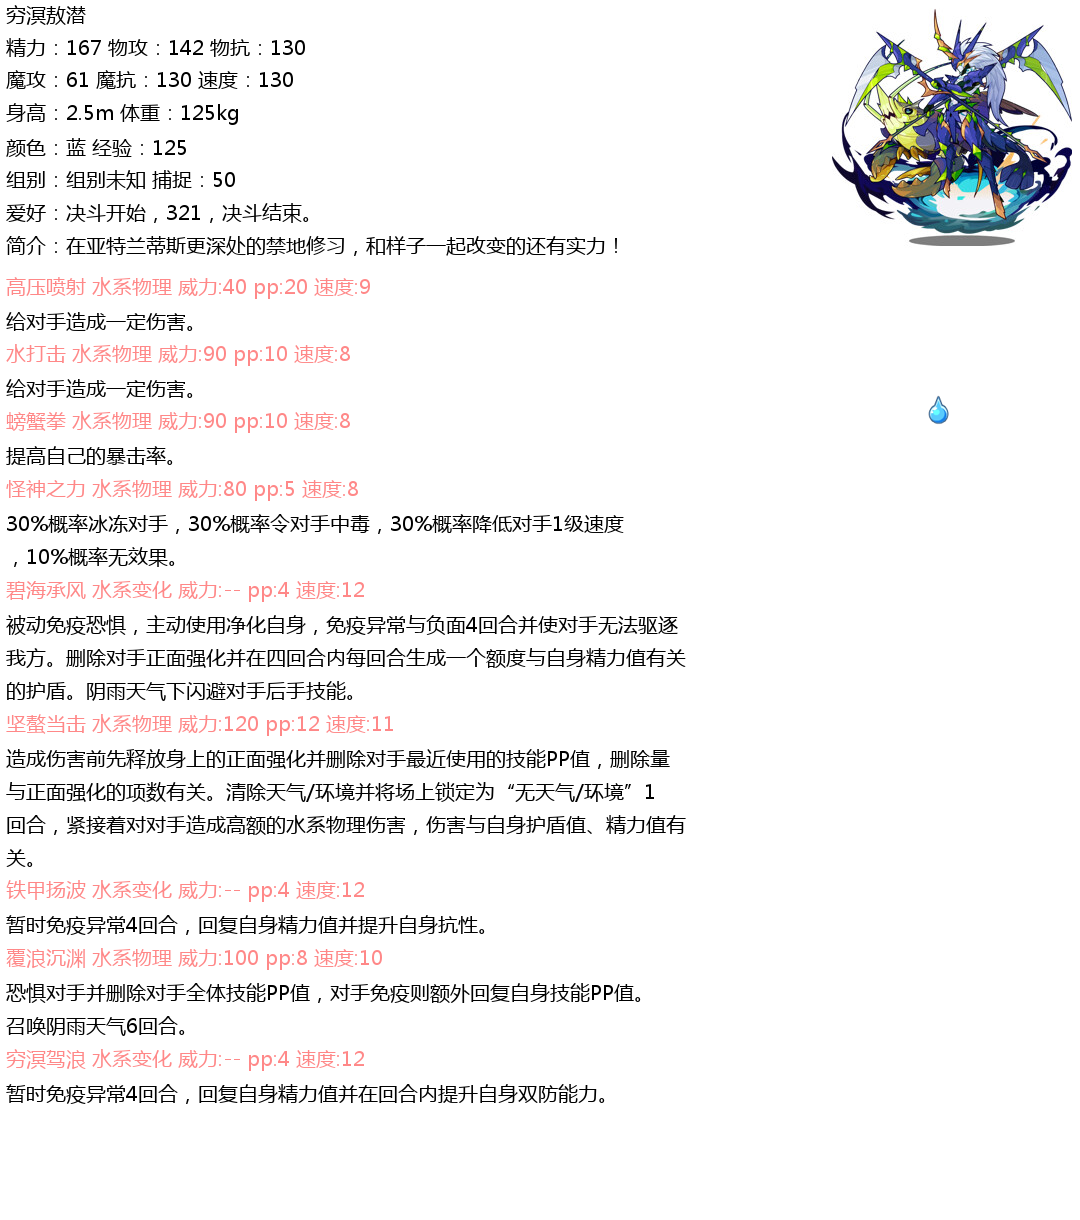 穷溟敖潜
精力：167 物攻：142 物抗：130
魔攻：61 魔抗：130 速度：130
身高：2.5m 体重：125kg
颜色：蓝 经验：125
组别：组别未知 捕捉：50
爱好：决斗开始，321，决斗结束。
简介：在亚特兰蒂斯更深处的禁地修习，和样子一起改变的还有实力！
高压喷射 水系物理 威力:40 pp:20 速度:9
给对手造成一定伤害。
水打击 水系物理 威力:90 pp:10 速度:8
给对手造成一定伤害。
螃蟹拳 水系物理 威力:90 pp:10 速度:8
提高自己的暴击率。
怪神之力 水系物理 威力:80 pp:5 速度:8
30%概率冰冻对手，30%概率令对手中毒，30%概率降低对手1级速度
，10%概率无效果。
碧海承风 水系变化 威力:-- pp:4 速度:12
被动免疫恐惧，主动使用净化自身，免疫异常与负面4回合并使对手无法驱逐
我方。删除对手正面强化并在四回合内每回合生成一个额度与自身精力值有关
的护盾。阴雨天气下闪避对手后手技能。
坚螯当击 水系物理 威力:120 pp:12 速度:11
造成伤害前先释放身上的正面强化并删除对手最近使用的技能PP值，删除量
与正面强化的项数有关。清除天气/环境并将场上锁定为“无天气/环境”1
回合，紧接着对对手造成高额的水系物理伤害，伤害与自身护盾值、精力值有
关。
铁甲扬波 水系变化 威力:-- pp:4 速度:12
暂时免疫异常4回合，回复自身精力值并提升自身抗性。
覆浪沉渊 水系物理 威力:100 pp:8 速度:10
恐惧对手并删除对手全体技能PP值，对手免疫则额外回复自身技能PP值。
召唤阴雨天气6回合。
穷溟驾浪 水系变化 威力:-- pp:4 速度:12
暂时免疫异常4回合，回复自身精力值并在回合内提升自身双防能力。